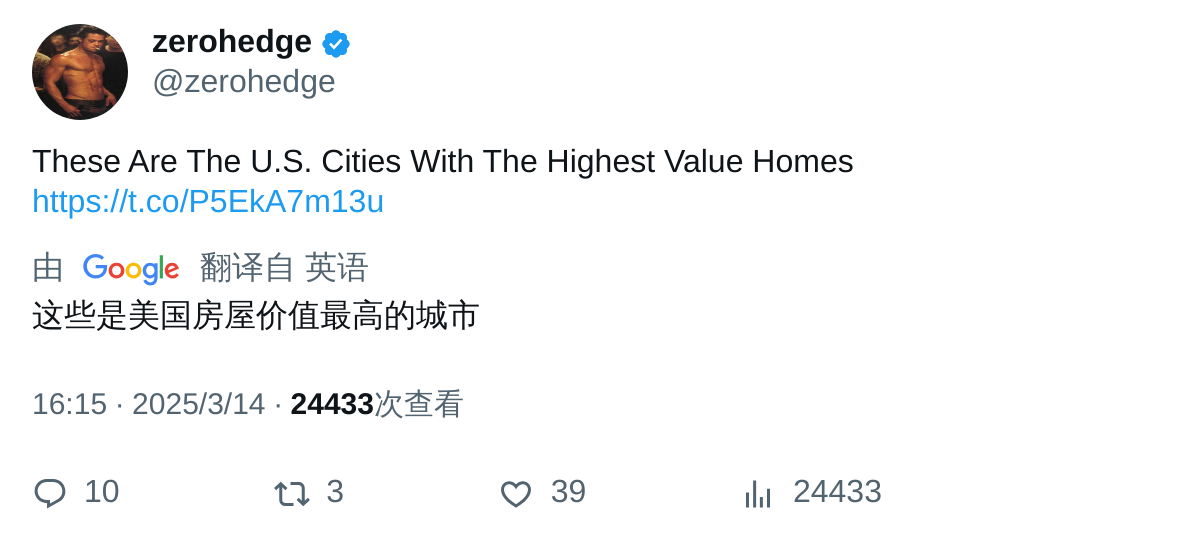 zerohedge
@zerohedge
These Are The U.S. Cities With The Highest Value Homes
https://t.co/P5EkA7m13u
由 Google 翻译自 英语
这些是美国房屋价值最高的城市
16:15 · 2025/3/14 · 24433次查看
10 3 39 24433